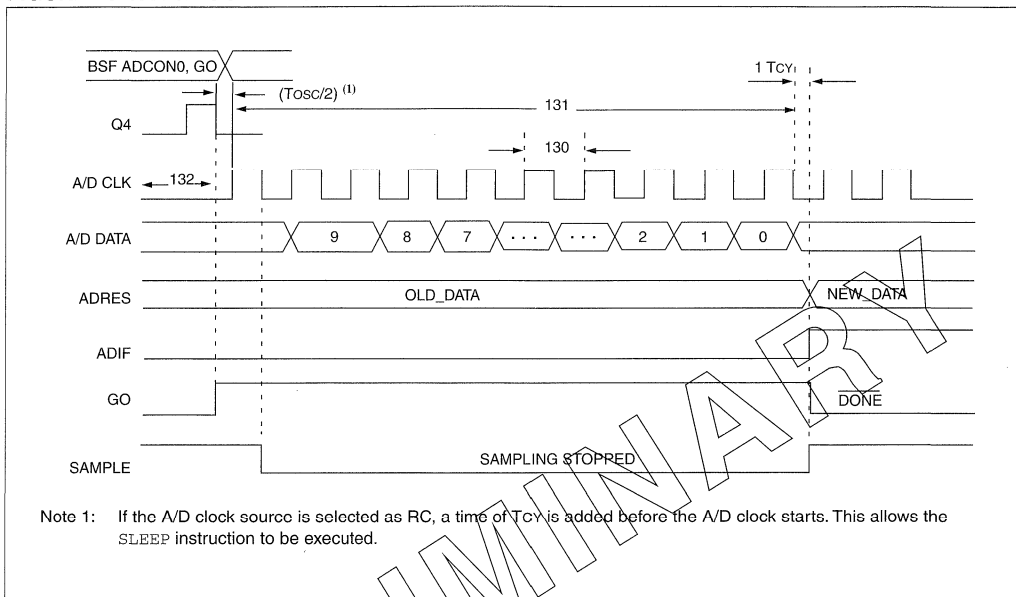 BSF ADCON0, GO
(TOSC/2) (1)
1 TCY
131
Q4
130
A/D CLK
132
A/D DATA
9 8 7 . . . . . . 2 1 0
ADRES
OLD_DATA
NEW_DATA
ADIF
GO
DONE
SAMPLE
SAMPLING STOPPED
Note 1: If the A/D clock source is selected as RC, a time of TCY is added before the A/D clock starts. This allows the
SLEEP instruction to be executed.
IMINARY